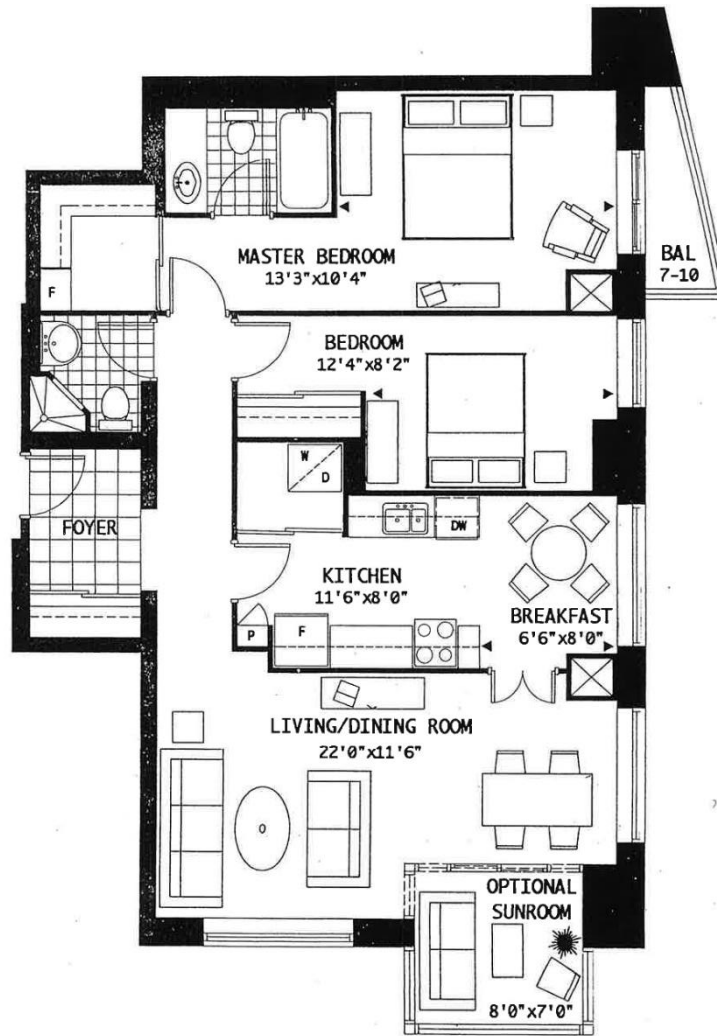 MASTER BEDROOM
13'3"x10'4"
BAL
7-10
F
BEDROOM
12'4"x8'2"
W
D
FOYER
DW
KITCHEN
11'6"x8'0"
BREAKFAST
6'6"x8'0"
P
F
LIVING/DINING ROOM
22'0"x11'6"
OPTIONAL
SUNROOM
8'0"x7'0"